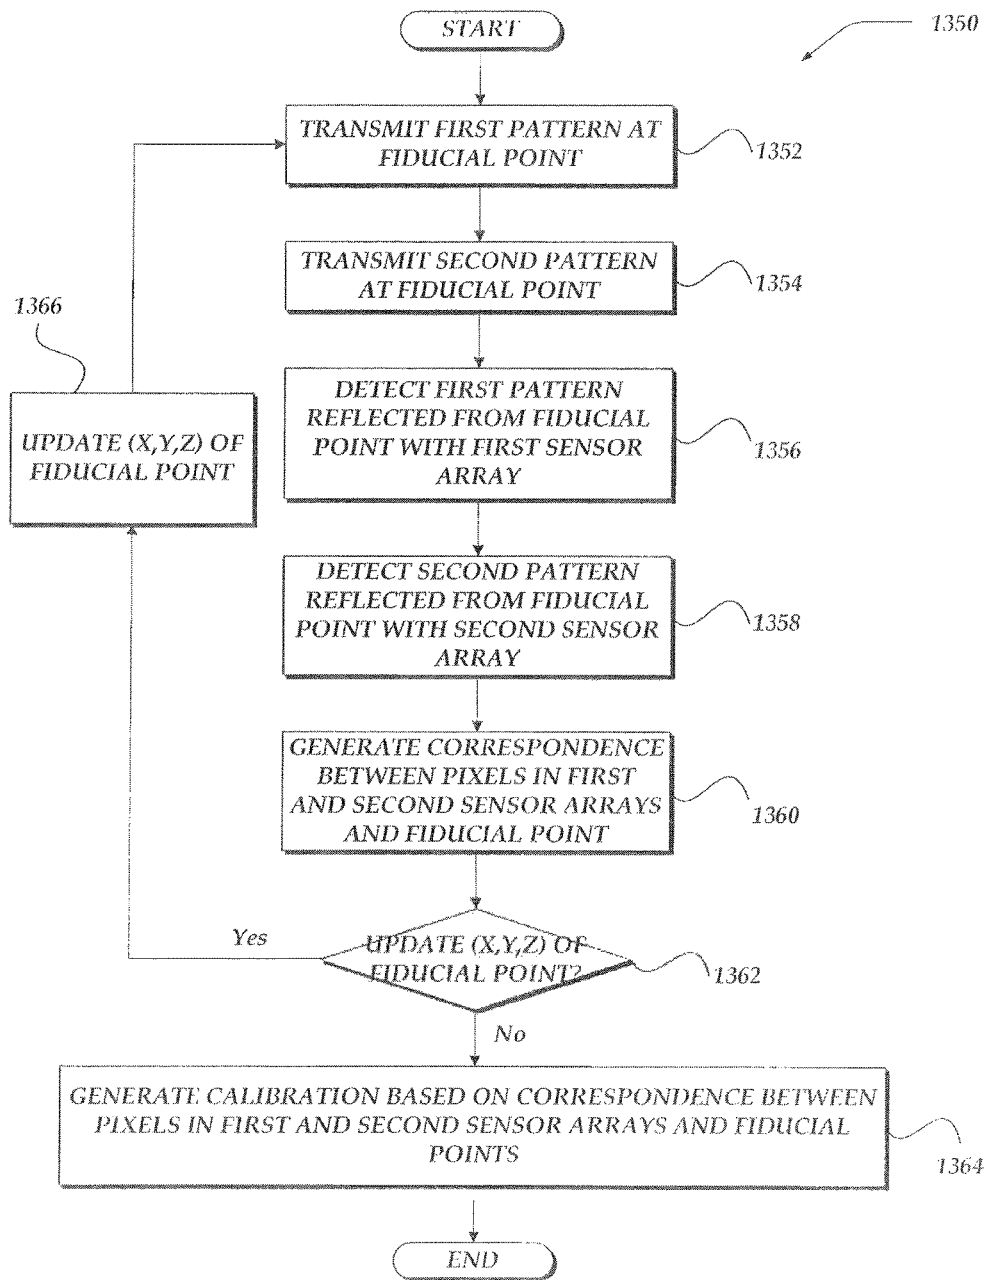 START
1350
TRANSMIT FIRST PATTERN AT
FIDUCIAL POINT
1352
TRANSMIT SECOND PATTERN
AT FIDUCIAL POINT
1354
1366
UPDATE (X,Y,Z) OF
FIDUCIAL POINT
DETECT FIRST PATTERN
REFLECTED FROM FIDUCIAL
POINT WITH FIRST SENSOR
ARRAY
1356
DETECT SECOND PATTERN
REFLECTED FROM FIDUCIAL
POINT WITH SECOND SENSOR
ARRAY
1358
GENERATE CORRESPONDENCE
BETWEEN PIXELS IN FIRST
AND SECOND SENSOR ARRAYS
AND FIDUCIAL POINT
1360
Yes
UPDATE (X,Y,Z) OF
FIDUCIAL POINT?
1362
No
GENERATE CALIBRATION BASED ON CORRESPONDENCE BETWEEN
PIXELS IN FIRST AND SECOND SENSOR ARRAYS AND FIDUCIAL
POINTS
1364
END